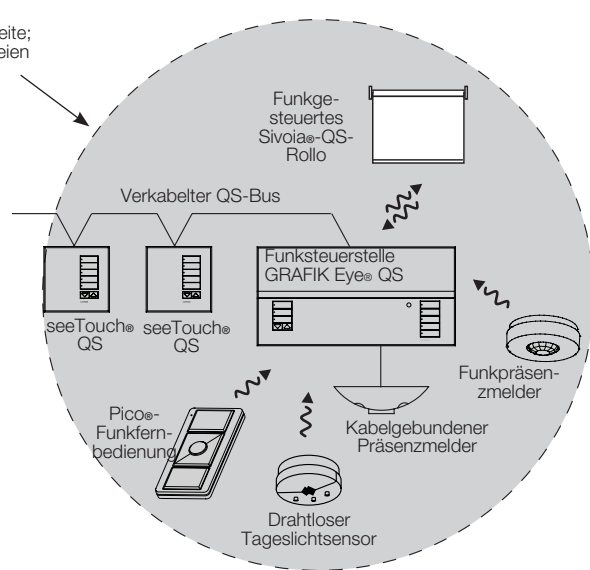 eite;
eien
Funkge-
steuertes
Sivoia®-QS-
Rollo
Verkabelter QS-Bus
Funksteuerstelle
GRAFIK Eye® QS
seeTouch®
QS
seeTouch®
QS
Funkpräsen-
zmelder
Pico®-
Funkfern-
bedienung
Kabelgebundener
Präsenzmelder
Drahtloser
Tageslichtsensor